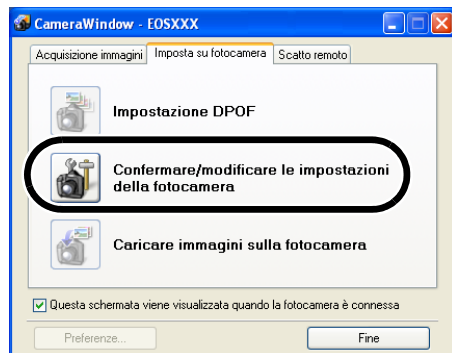 CameraWindow - EOSXXX
Acquisizione immagini Imposta su fotocamera Scatto remoto
Impostazione DPOF
Confermare/modificare le impostazioni
della fotocamera
Caricare immagini sulla fotocamera
Questa schermata viene visualizzata quando la fotocamera è connessa
Preferenze... Fine